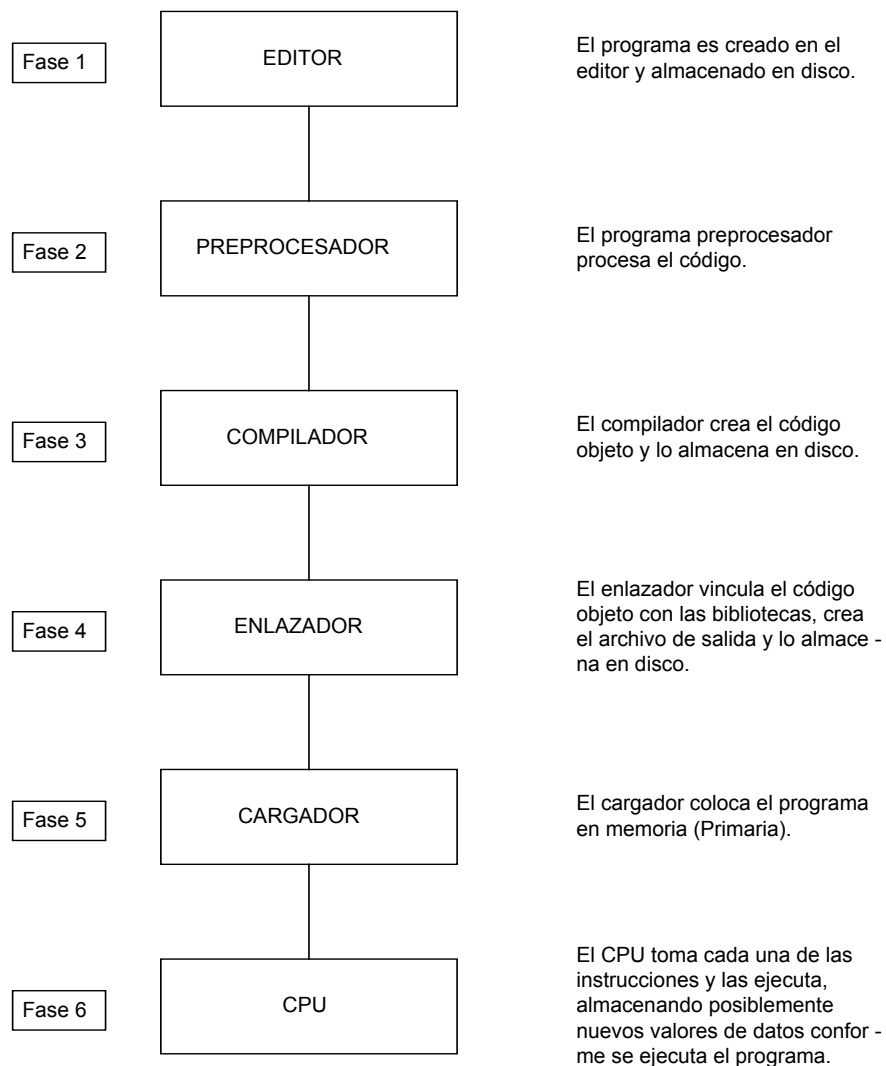 Fase 1
EDITOR
El programa es creado en el
editor y almacenado en disco.
Fase 2
PREPROCESADOR
El programa preprocesador
procesa el código.
Fase 3
COMPILADOR
El compilador crea el código
objeto y lo almacena en disco.
Fase 4
ENLAZADOR
El enlazador vincula el código
objeto con las bibliotecas, crea
el archivo de salida y lo almace -
na en disco.
Fase 5
CARGADOR
El cargador coloca el programa
en memoria (Primaria).
Fase 6
CPU
El CPU toma cada una de las
instrucciones y las ejecuta,
almacenando posiblemente
nuevos valores de datos confor -
me se ejecuta el programa.